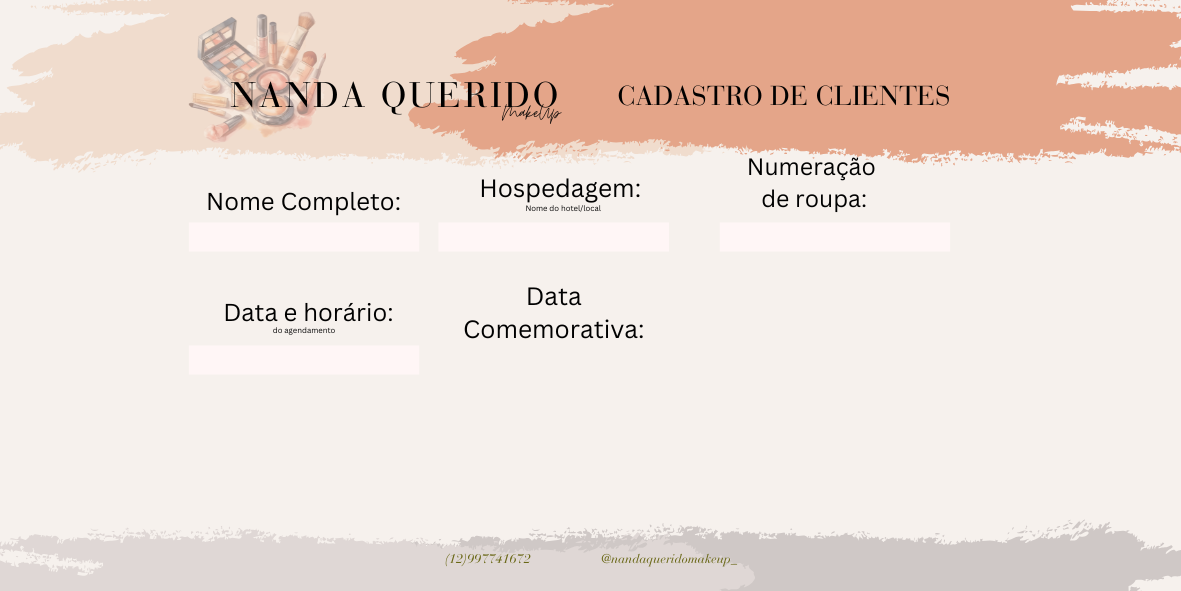 NANDA QUERIDO
MakeUp
CADASTRO DE CLIENTES
Nome Completo:
Hospedagem:
Nome do hotel/local
Numeração
de roupa:
Data e horário:
do agendamento
Data
Comemorativa:
(12)997741672
@nandaqueridomakeup_